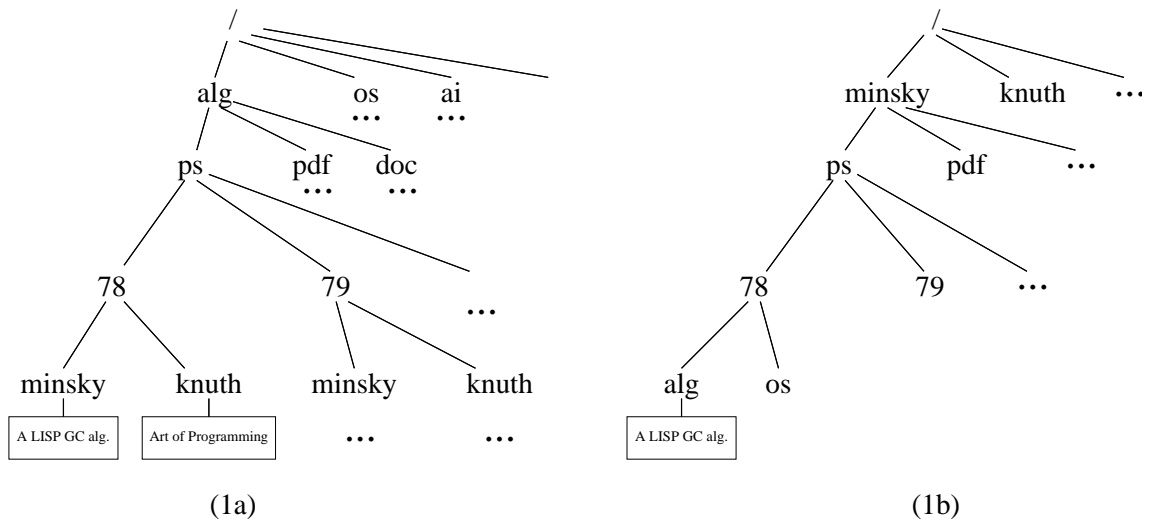 / /
alg os ai minsky knuth ...
... ...
ps pdf doc ps pdf ...
... ...
78 79 ... 78 79 ...
minsky knuth minsky knuth alg os
A LISP GC alg. Art of Programming ... ... A LISP GC alg.
(1a) (1b)